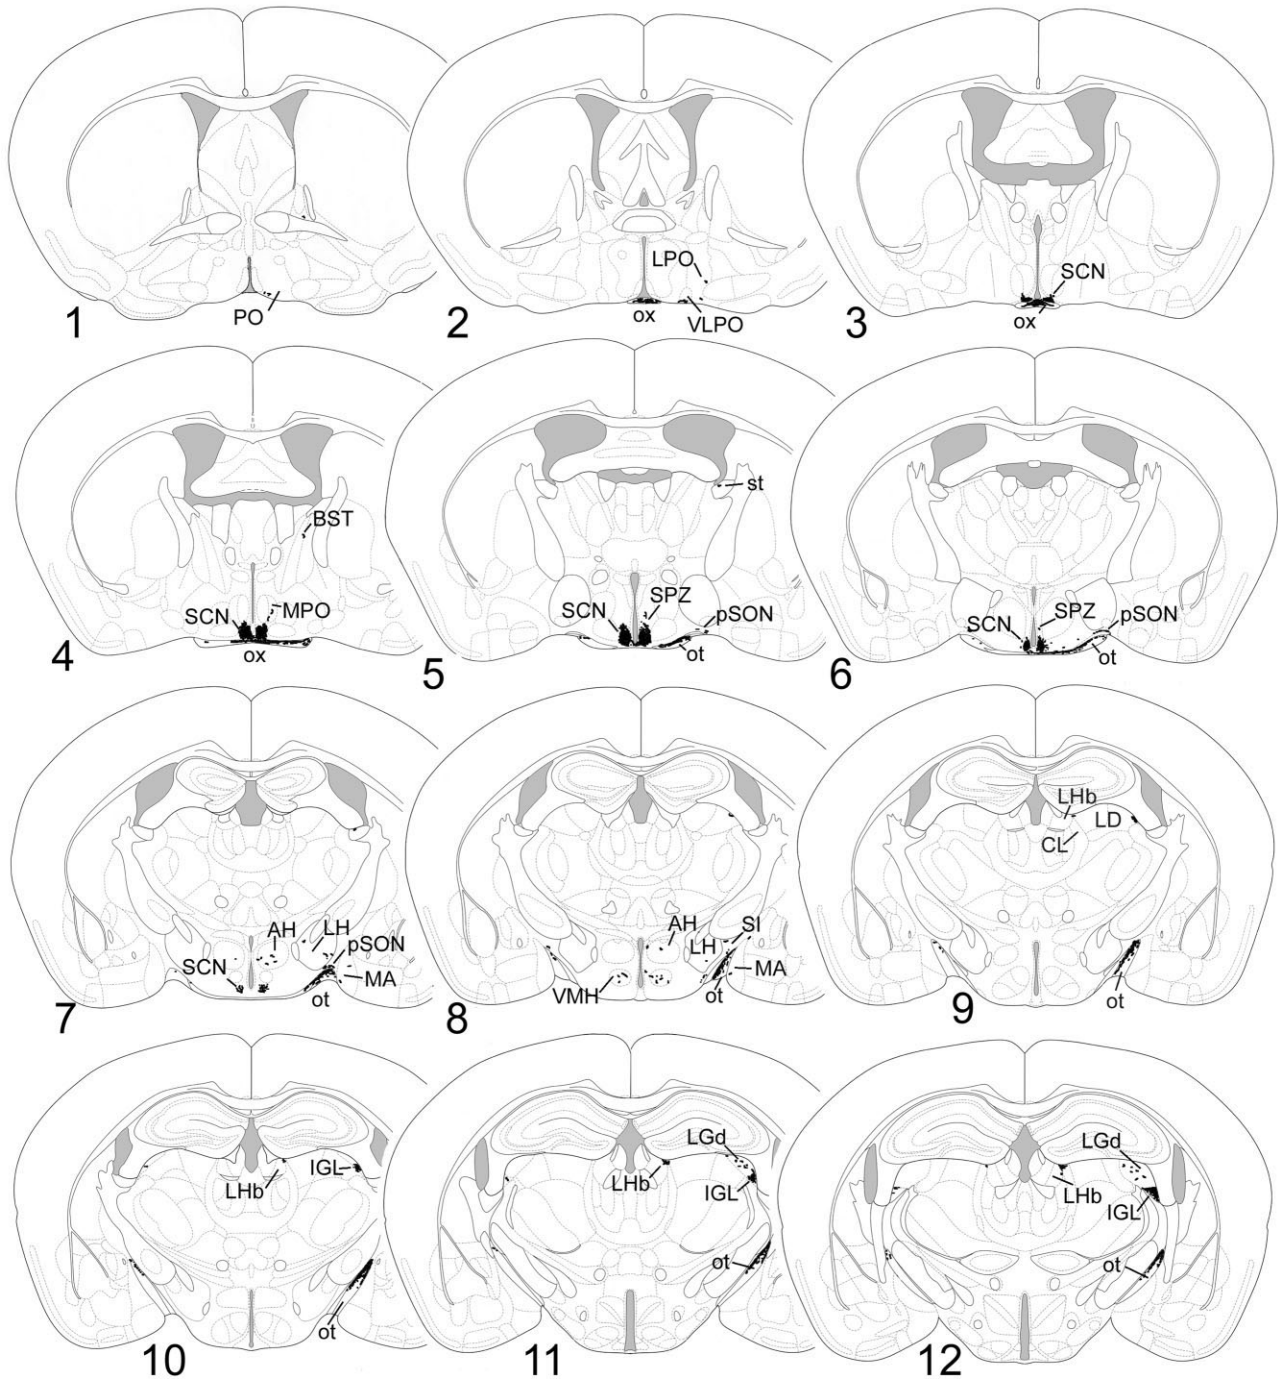 PO
1
LPO
ox
VLPO
2
SCN
ox
3
BST
SCN
MPO
ox
4
st
SCN
SPZ
pSON
ot
5
SCN
SPZ
pSON
ot
6
AH
LH
pSON
SCN
MA
ot
7
AH
SI
LH
MA
VMH
ot
8
LHb
LD
CL
ot
9
IGL
LHb
ot
10
LGd
LHb
IGL
ot
11
LGd
LHb
IGL
ot
12